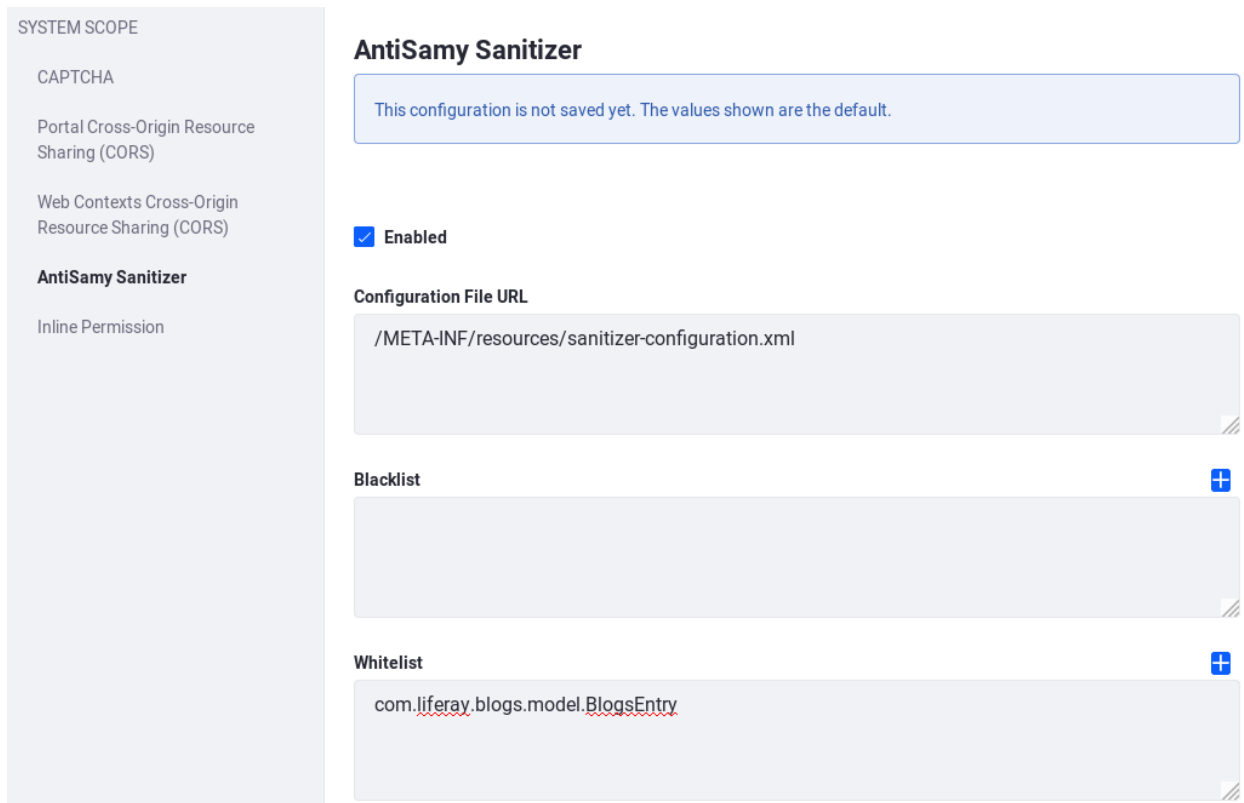 SYSTEM SCOPE
CAPTCHA
Portal Cross-Origin Resource
Sharing (CORS)
Web Contexts Cross-Origin
Resource Sharing (CORS)
AntiSamy Sanitizer
Inline Permission
AntiSamy Sanitizer
This configuration is not saved yet. The values shown are the default.
Enabled
Configuration File URL
/META-INF/resources/sanitizer-configuration.xml
Blacklist
Whitelist
com.liferay.blogs.model.BlogsEntry